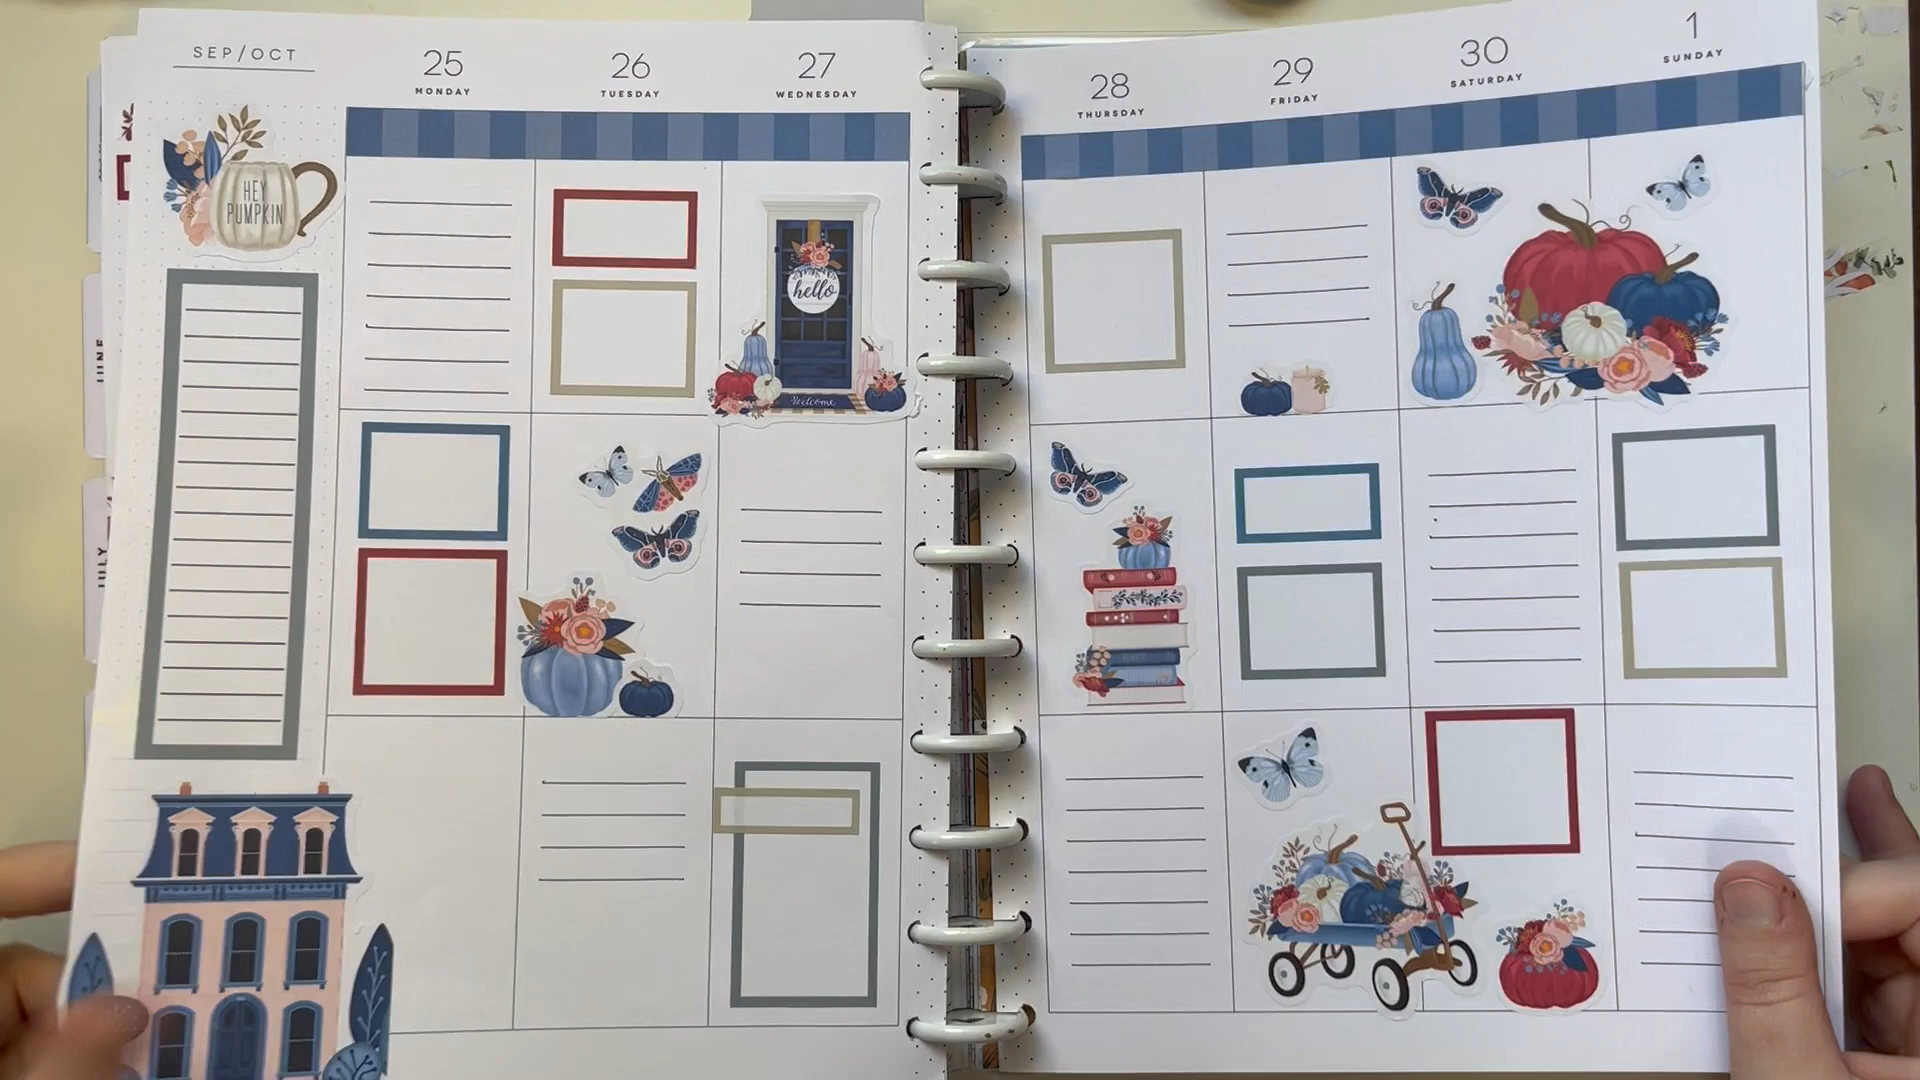 SEP/OCT
25
MONDAY
26
TUESDAY
27
WEDNESDAY
28
THURSDAY
29
FRIDAY
30
SATURDAY
1
SUNDAY
HEY
PUMPKIN
hello
Welcome
JUNE
JULY